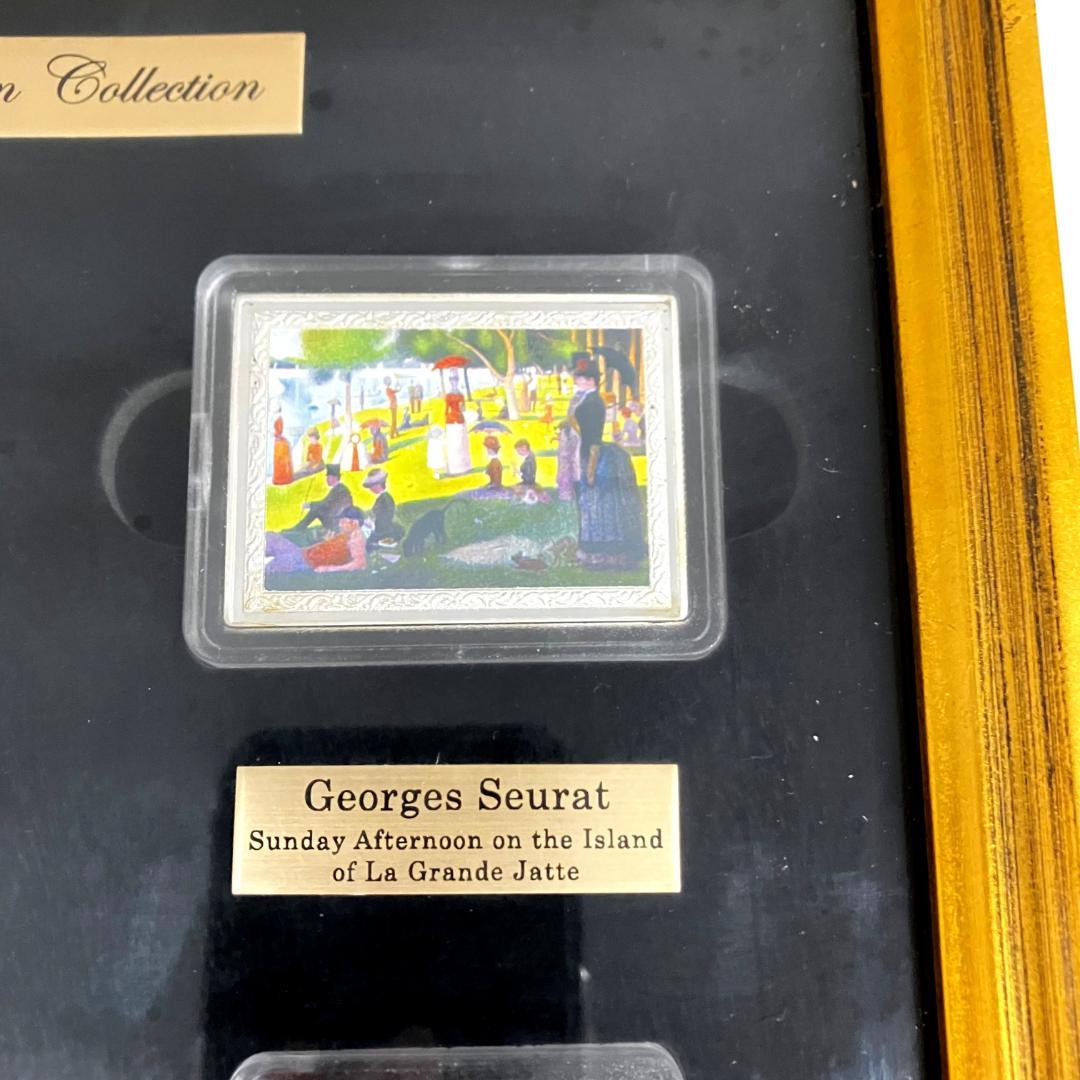 Collection
Georges Seurat
Sunday Afternoon on the Island
of La Grande Jatte